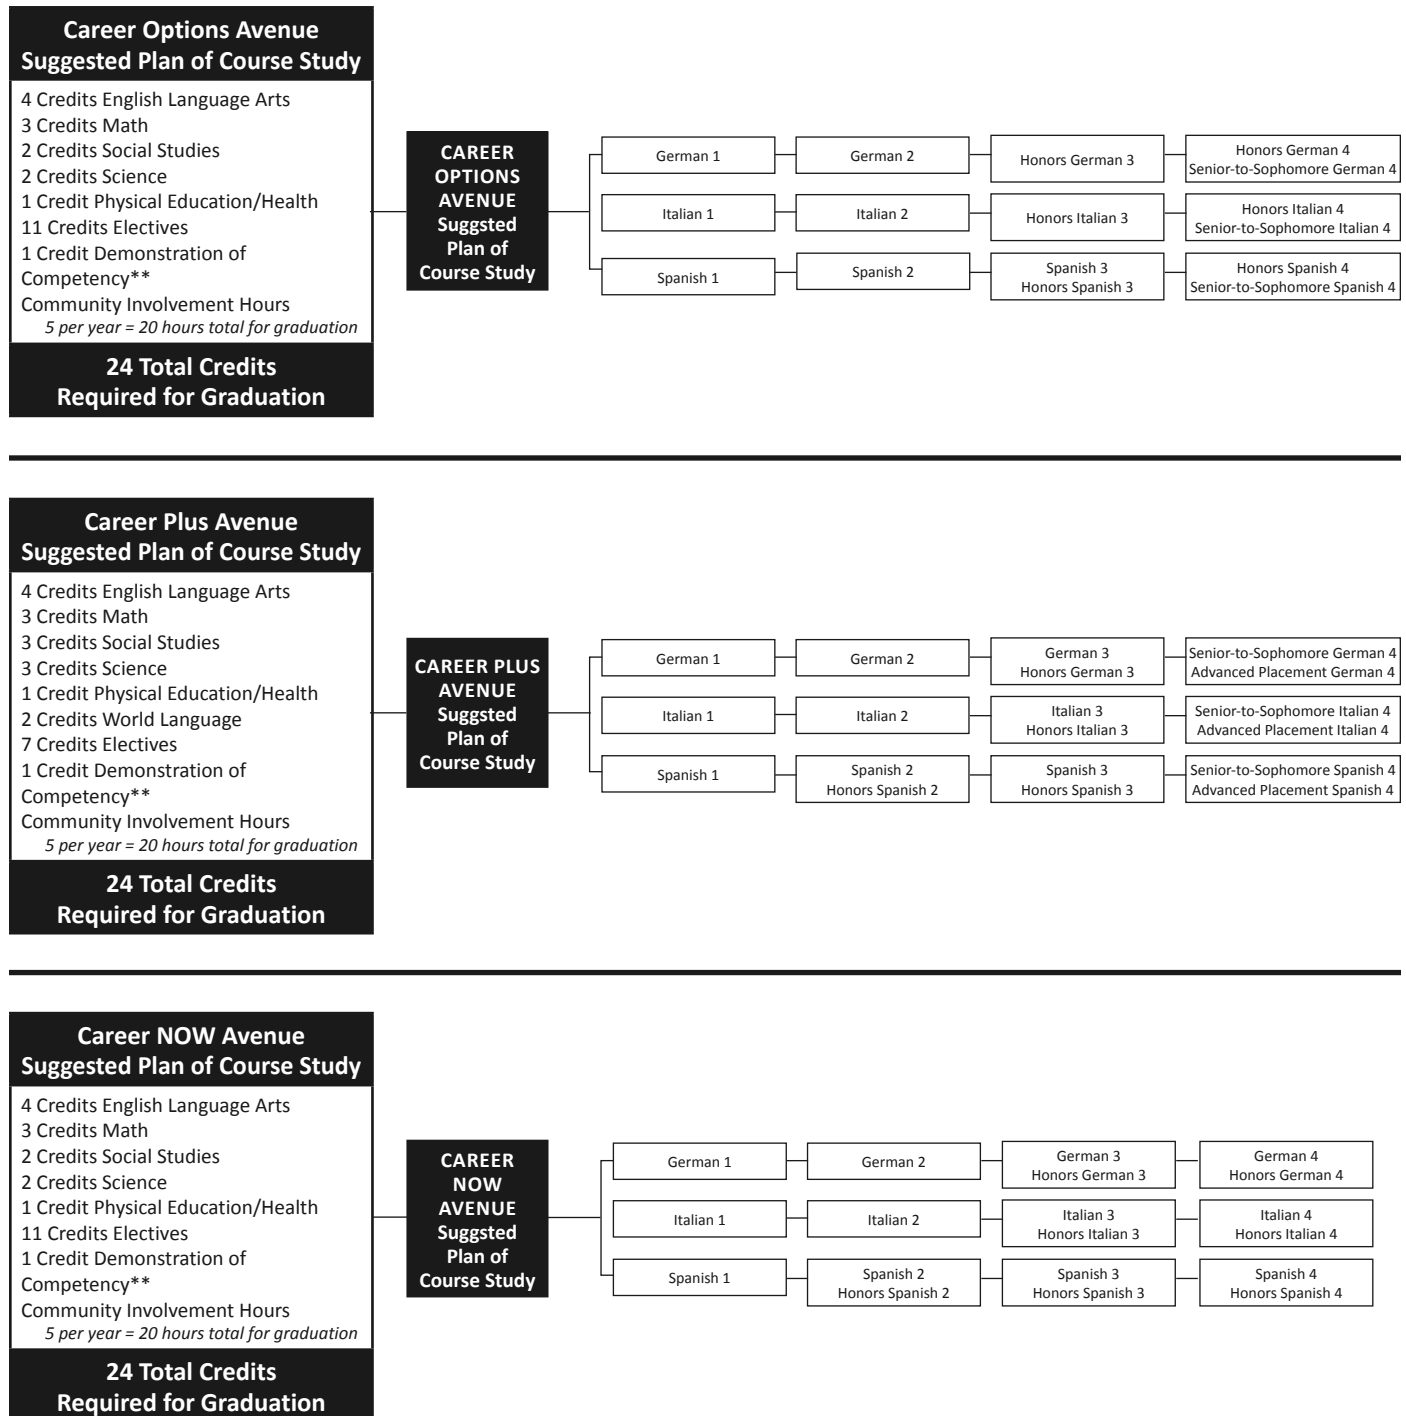 Career Options Avenue
Suggested Plan of Course Study
4 Credits English Language Arts
3 Credits Math
2 Credits Social Studies
2 Credits Science
1 Credit Physical Education/Health
11 Credits Electives
1 Credit Demonstration of
Competency**
Community Involvement Hours
5 per year = 20 hours total for graduation
24 Total Credits
Required for Graduation
CAREER
OPTIONS
AVENUE
Suggsted
Plan of
Course Study
German 1
German 2
Honors German 3
Honors German 4
Senior-to-Sophomore German 4
Italian 1
Italian 2
Honors Italian 3
Honors Italian 4
Senior-to-Sophomore Italian 4
Spanish 1
Spanish 2
Spanish 3
Honors Spanish 3
Honors Spanish 4
Senior-to-Sophomore Spanish 4
Career Plus Avenue
Suggested Plan of Course Study
4 Credits English Language Arts
3 Credits Math
3 Credits Social Studies
3 Credits Science
1 Credit Physical Education/Health
2 Credits World Language
7 Credits Electives
1 Credit Demonstration of
Competency**
Community Involvement Hours
5 per year = 20 hours total for graduation
24 Total Credits
Required for Graduation
CAREER PLUS
AVENUE
Suggsted
Plan of
Course Study
German 1
German 2
German 3
Honors German 3
Senior-to-Sophomore German 4
Advanced Placement German 4
Italian 1
Italian 2
Italian 3
Honors Italian 3
Senior-to-Sophomore Italian 4
Advanced Placement Italian 4
Spanish 1
Spanish 2
Honors Spanish 2
Spanish 3
Honors Spanish 3
Senior-to-Sophomore Spanish 4
Advanced Placement Spanish 4
Career NOW Avenue
Suggested Plan of Course Study
4 Credits English Language Arts
3 Credits Math
2 Credits Social Studies
2 Credits Science
1 Credit Physical Education/Health
11 Credits Electives
1 Credit Demonstration of
Competency**
Community Involvement Hours
5 per year = 20 hours total for graduation
24 Total Credits
Required for Graduation
CAREER
NOW
AVENUE
Suggsted
Plan of
Course Study
German 1
German 2
German 3
Honors German 3
German 4
Honors German 4
Italian 1
Italian 2
Italian 3
Honors Italian 3
Italian 4
Honors Italian 4
Spanish 1
Spanish 2
Honors Spanish 2
Spanish 3
Honors Spanish 3
Spanish 4
Honors Spanish 4